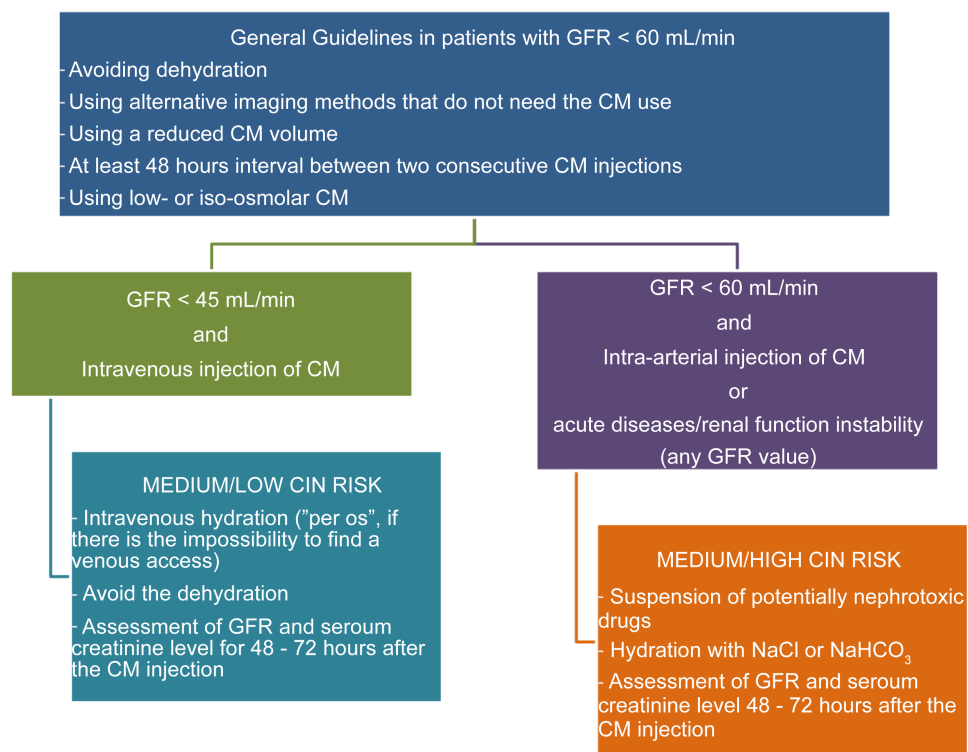 General Guidelines in patients with GFR < 60 mL/min
- Avoiding dehydration
- Using alternative imaging methods that do not need the CM use
- Using a reduced CM volume
- At least 48 hours interval between two consecutive CM injections
- Using low- or iso-osmolar CM
GFR < 45 mL/min
and
Intravenous injection of CM
GFR < 60 mL/min
and
Intra-arterial injection of CM
or
acute diseases/renal function instability
(any GFR value)
MEDIUM/LOW CIN RISK
- Intravenous hydration (”per os”, if
there is the impossibility to find a
venous access)
- Avoid the dehydration
- Assessment of GFR and seroum
creatinine level for 48 - 72 hours after
the CM injection
MEDIUM/HIGH CIN RISK
- Suspension of potentially nephrotoxic
drugs
- Hydration with NaCl or NaHCO₃
- Assessment of GFR and seroum
creatinine level 48 - 72 hours after the
CM injection